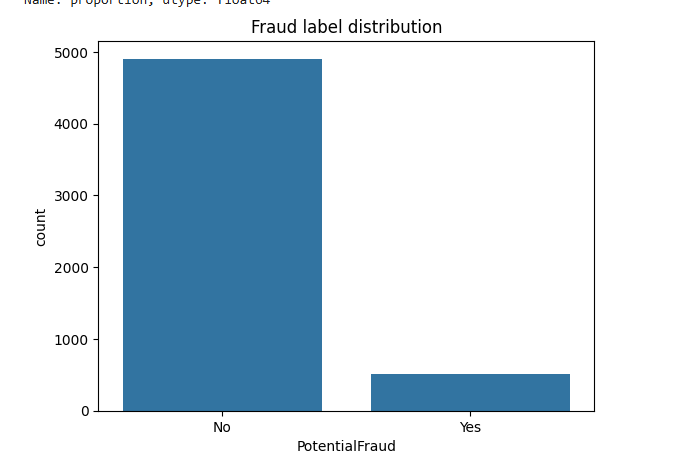 Name: proportion, dtype: float64
Fraud label distribution
5000
4000
3000
2000
1000
0
count
No
Yes
PotentialFraud